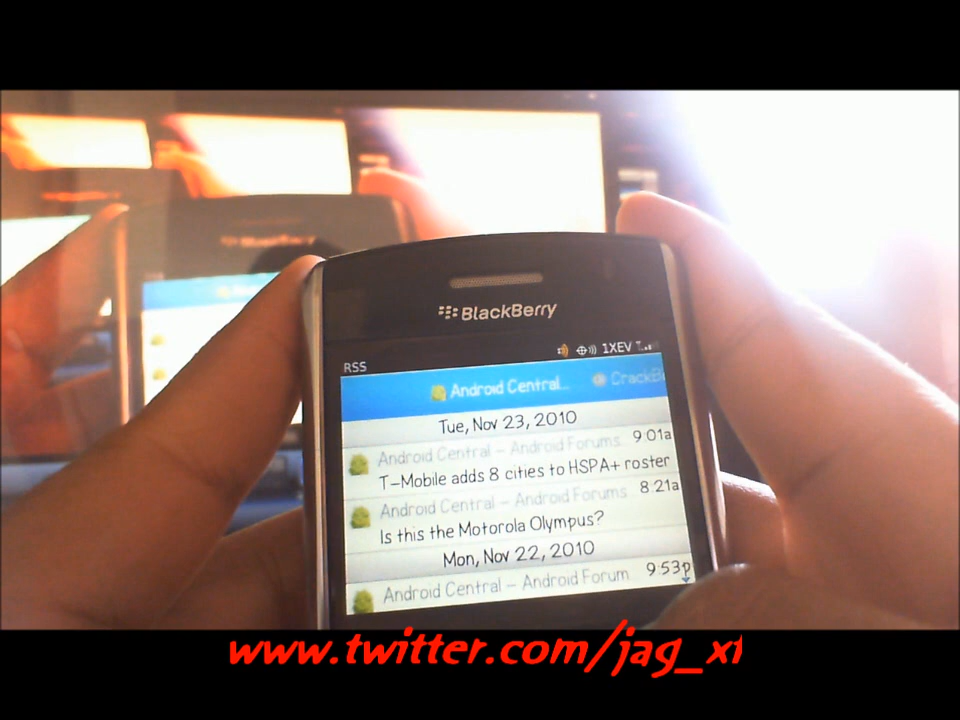 BlackBerry
BlackBerry
RSS
1XEV
Android Central...
CrackB
Tue, Nov 23, 2010
Android Central – Android Forums 9:01a
T-Mobile adds 8 cities to HSPA+ roster
Android Central – Android Forums 8:21a
Is this the Motorola Olympus?
Mon, Nov 22, 2010
Android Central – Android Forum 9:53p
www.twitter.com/jag_x